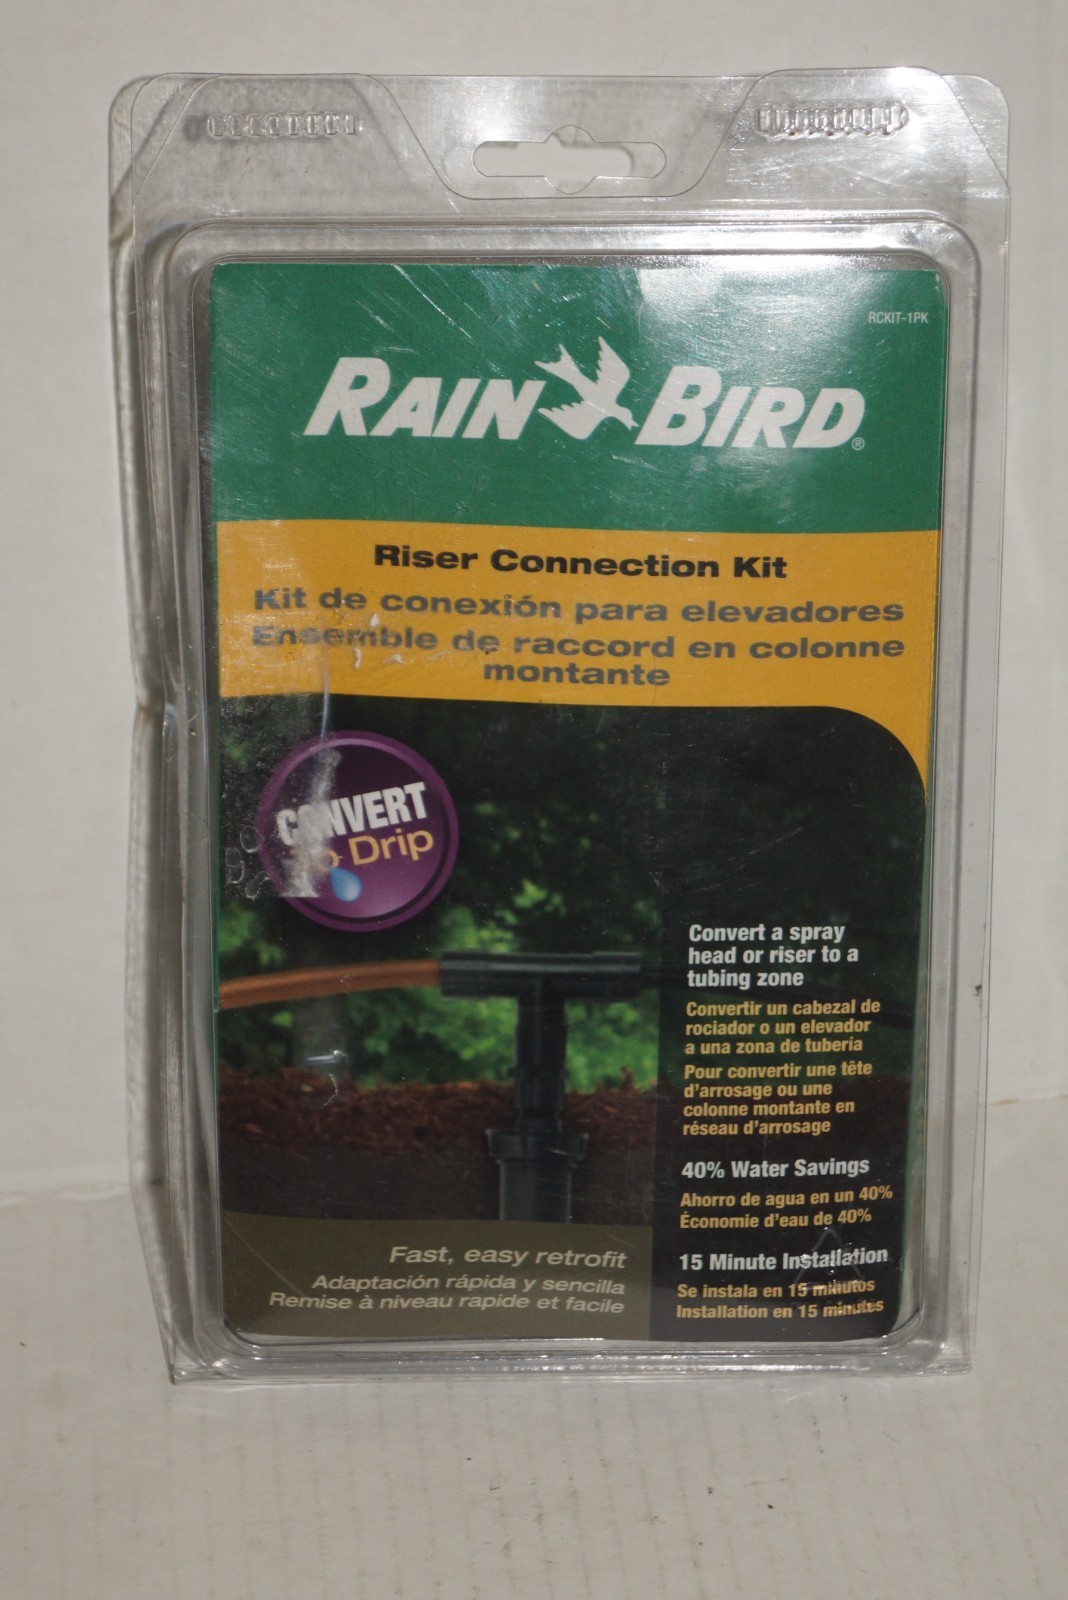 RCKIT-1PK
RAIN BIRD®
Riser Connection Kit
Kit de conexión para elevadores
Ensemble de raccord en colonne
montante
CONVERT
To Drip
Convert a spray
head or riser to a
tubing zone
Convertir un cabezal de
rociador o un elevador
a una zona de tubería
Pour convertir une tête
d'arrosage ou une
colonne montante en
réseau d'arrosage
40% Water Savings
Ahorro de agua en un 40%
Économie d'eau de 40%
15 Minute Installation
Se instala en 15 minutos
Installation en 15 minutes
Fast, easy retrofit
Adaptación rápida y sencilla
Remise à niveau rapide et facile